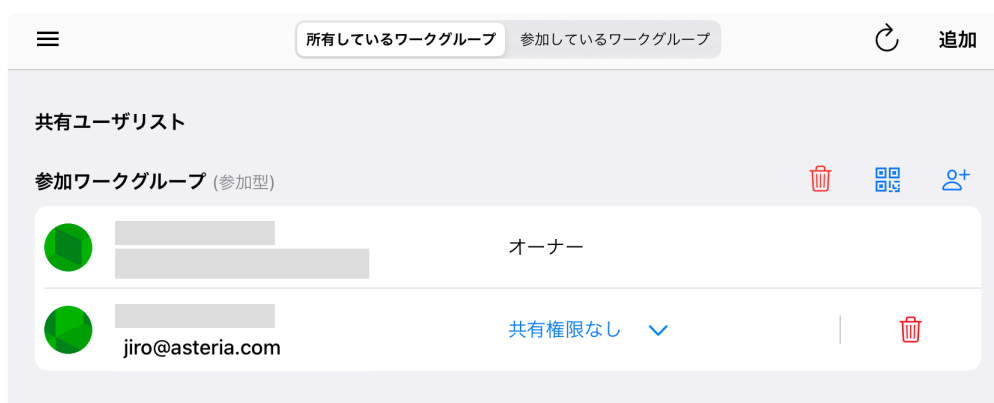 所有しているワークグループ 参加しているワークグループ 追加
共有ユーザリスト
参加ワークグループ (参加型)
オーナー
共有権限なし
jiro@asteria.com